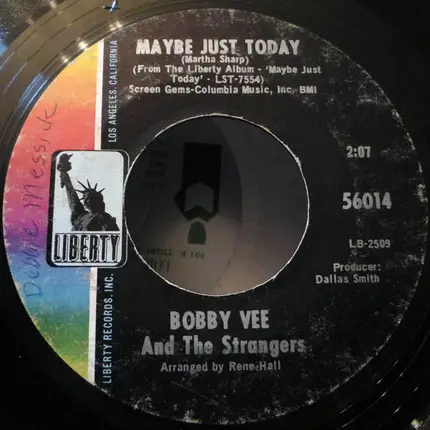 MAYBE JUST TODAY
(Martha Sharp)
(From The Liberty Album - 'Maybe Just
Today' - LST-7554)
Screen Gems-Columbia Music, Inc. BMI
2:07
56014
LB-2509
Producer:
Dallas Smith
BOBBY VEE
And The Strangers
Arranged by Rene Hall
LIBERTY
LIBERTY RECORDS, INC.
LOS ANGELES, CALIFORNIA
Messick